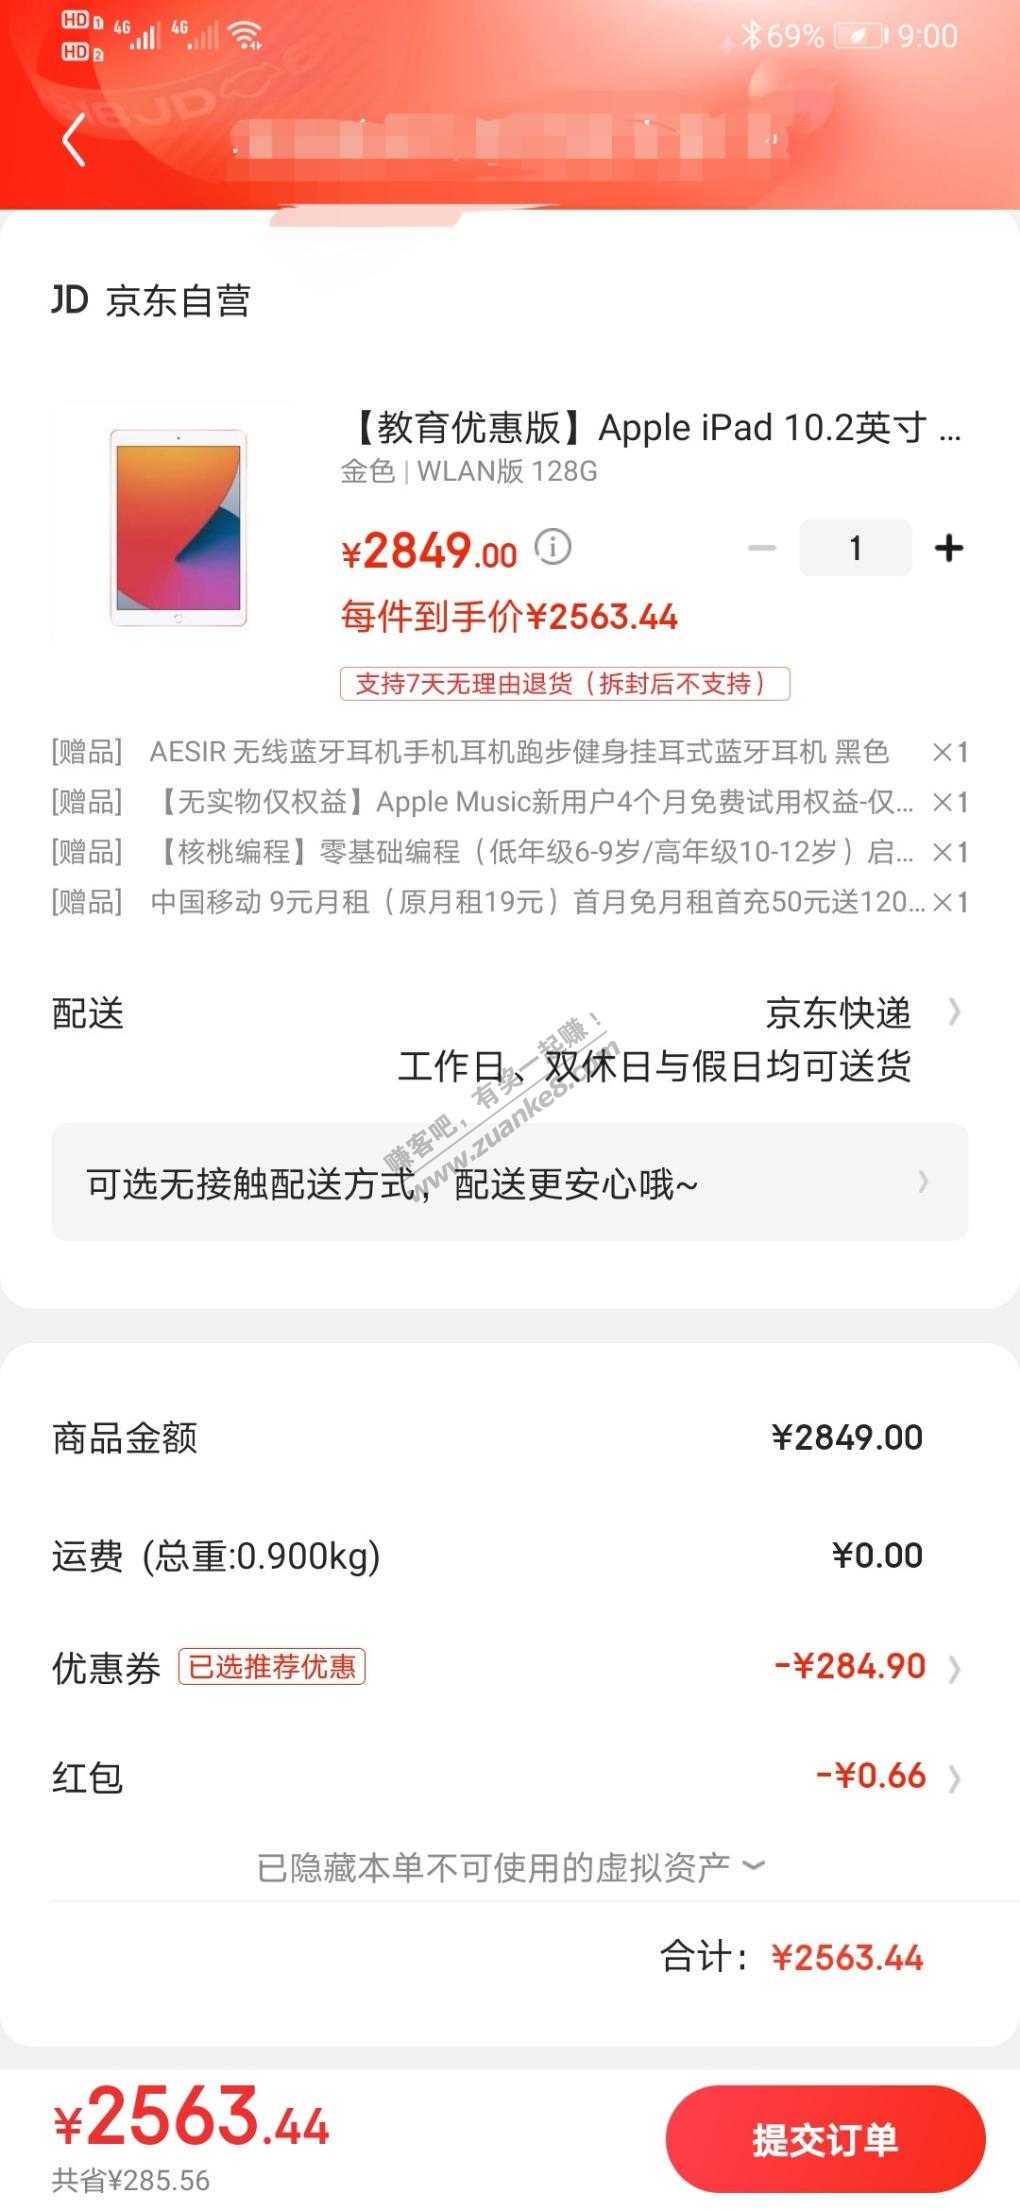 HD 1 4G 4G 69% 9:00
HD 2
618JD
JD 京东自营
【教育优惠版】Apple iPad 10.2英寸 ...
金色 | WLAN版 128G
¥2849.00
1
每件到手价¥2563.44
支持7天无理由退货（拆封后不支持）
[赠品] AESIR 无线蓝牙耳机手机耳机跑步健身挂耳式蓝牙耳机 黑色 ×1
[赠品] 【无实物仅权益】Apple Music新用户4个月免费试用权益-仅... ×1
[赠品] 【核桃编程】零基础编程（低年级6-9岁/高年级10-12岁）启... ×1
[赠品] 中国移动 9元月租（原月租19元）首月免月租首充50元送120... ×1
配送 京东快递
工作日、双休日与假日均可送货
赚客吧，有奖一起赚！
www.zuanke8.com
可选无接触配送方式，配送更安心哦~
商品金额 ¥2849.00
运费 (总重:0.900kg) ¥0.00
优惠券 已选推荐优惠 -¥284.90
红包 -¥0.66
已隐藏本单不可使用的虚拟资产
合计： ¥2563.44
¥2563.44
共省¥285.56
提交订单